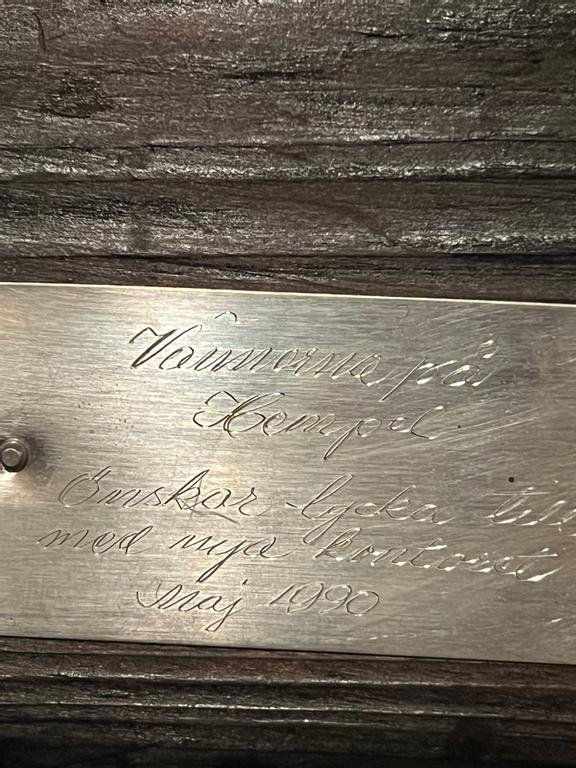 Vännerna på
Hempel
Önskar lycka till
med nya kontoret
Maj 1990